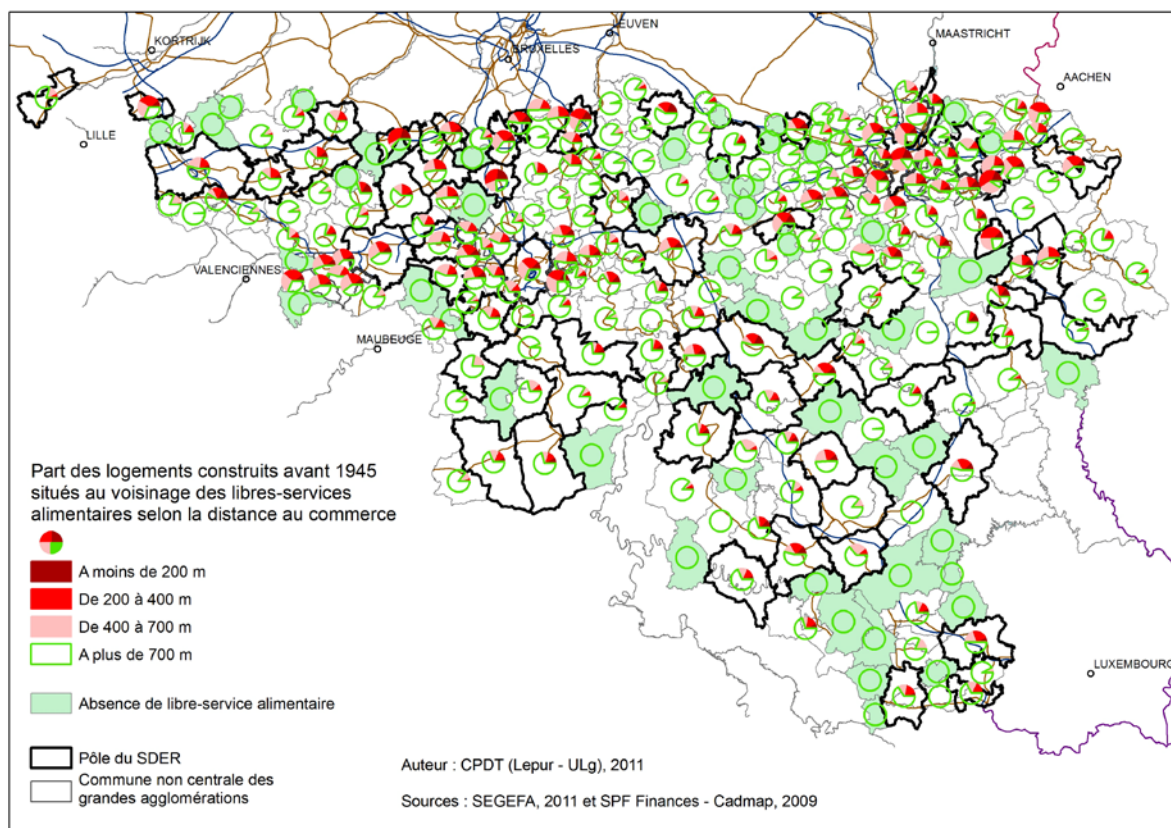 KORTRIJK
LEUVEN
BRUXELLES
MAASTRICHT
AACHEN
LILLE
VALENCIENNES
MAUBEUGE
LUXEMBOURG
Part des logements construits avant 1945
situés au voisinage des libres-services
alimentaires selon la distance au commerce
A moins de 200 m
De 200 à 400 m
De 400 à 700 m
A plus de 700 m
Absence de libre-service alimentaire
Pôle du SDER
Commune non centrale des
grandes agglomérations
Auteur : CPDT (Lepur - ULg), 2011
Sources : SEGEFA, 2011 et SPF Finances - Cadmap, 2009